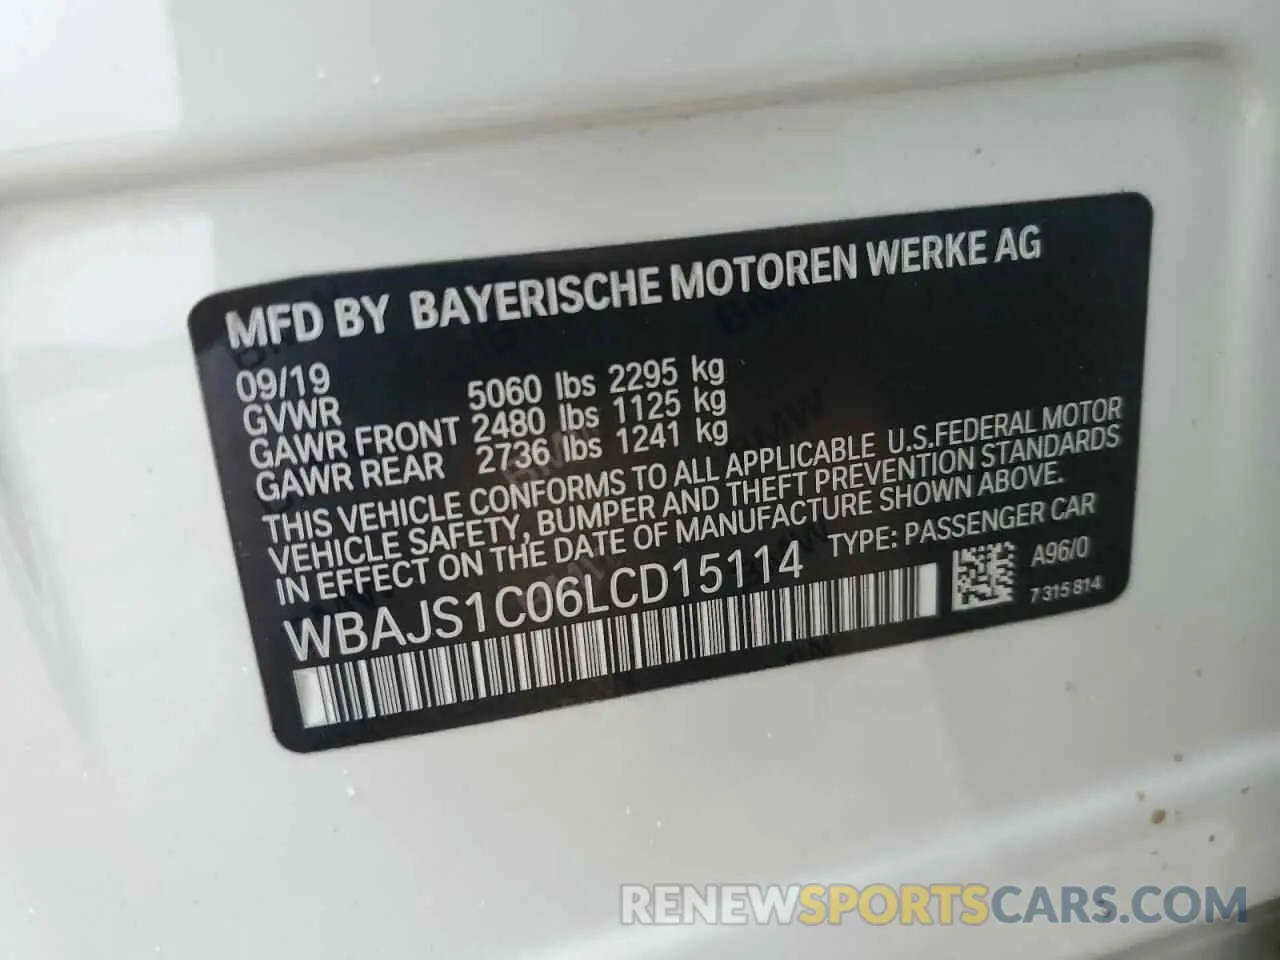 MFD BY BAYERISCHE MOTOREN WERKE AG
09/19
GVWR 5060 lbs 2295 kg
GAWR FRONT 2480 lbs 1125 kg
GAWR REAR 2736 lbs 1241 kg
THIS VEHICLE CONFORMS TO ALL APPLICABLE U.S.FEDERAL MOTOR
VEHICLE SAFETY, BUMPER AND THEFT PREVENTION STANDARDS
IN EFFECT ON THE DATE OF MANUFACTURE SHOWN ABOVE.
WBAJS1C06LCD15114 TYPE: PASSENGER CAR
A96/0
7 315 814
RENEWSPORTSCARS.COM